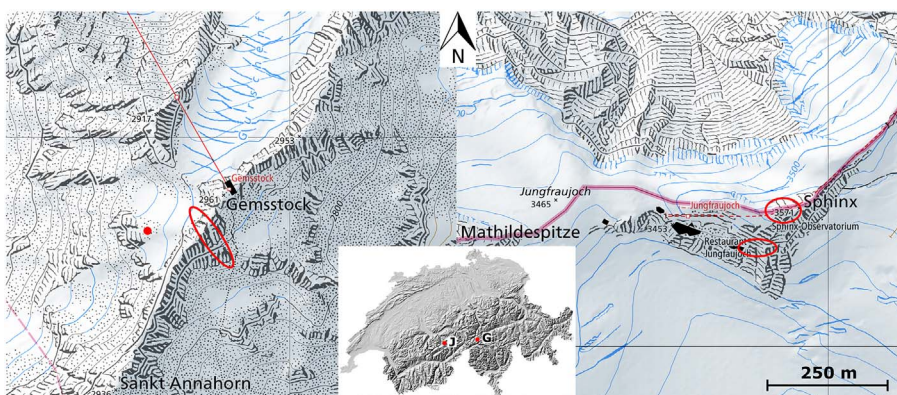 2917
Gurschen
2953
Gemsstock
2961
Gemsstock
Sankt Annahorn
2936
N
3500
Jungfraujoch
3465
Jungfraujoch
3571
Sphinx
Sphinx Observatorium
Mathildespitze
3453
Restaurant
Jungfraujoch
J
G
250 m